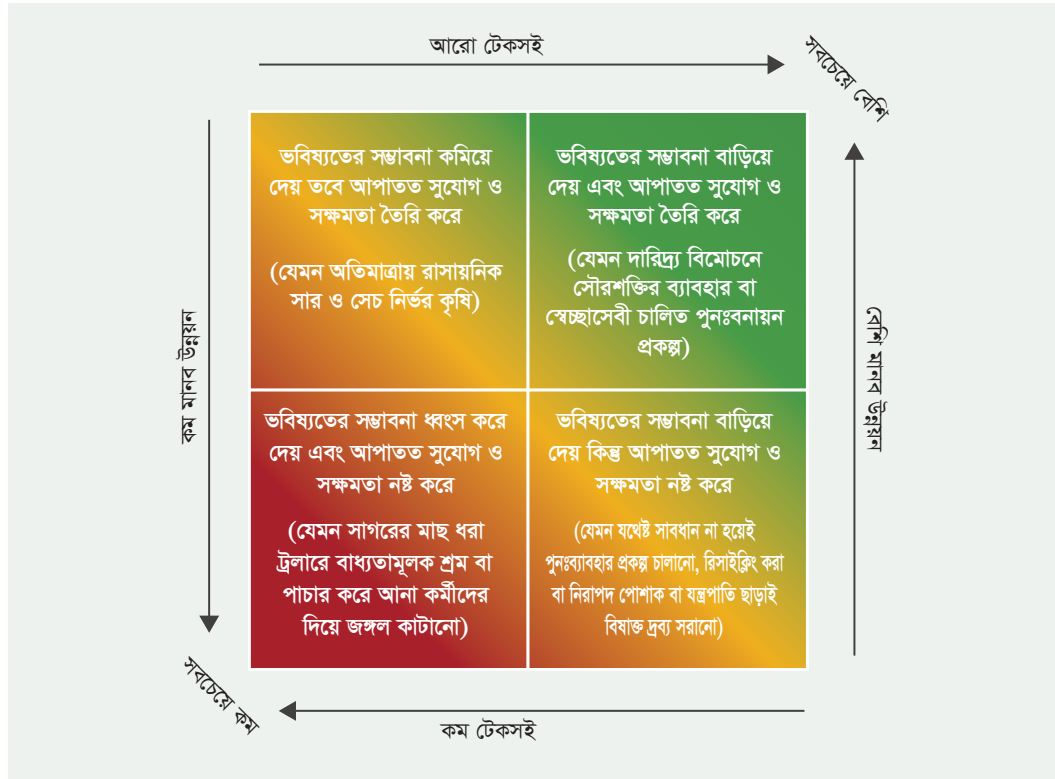 আরো টেকসই
সবচেয়ে বেশি
ভবিষ্যতের সম্ভাবনা কমিয়ে
দেয় তবে আপাতত সুযোগ ও
সক্ষমতা তৈরি করে
(যেমন অতিমাত্রায় রাসায়নিক
সার ও সেচ নির্ভর কৃষি)
ভবিষ্যতের সম্ভাবনা বাড়িয়ে
দেয় এবং আপাতত সুযোগ ও
সক্ষমতা তৈরি করে
(যেমন দারিদ্র্য বিমোচনে
সৌরশক্তির ব্যাবহার বা
স্বেচ্ছাসেবী চালিত পুনঃবনায়ন
প্রকল্প)
কম মানব উন্নয়ন
বেশি মানব উন্নয়ন
ভবিষ্যতের সম্ভাবনা ধ্বংস করে
দেয় এবং আপাতত সুযোগ ও
সক্ষমতা নষ্ট করে
(যেমন সাগরের মাছ ধরা
ট্রলারে বাধ্যতামূলক শ্রম বা
পাচার করে আনা কর্মীদের
দিয়ে জঙ্গল কাটানো)
ভবিষ্যতের সম্ভাবনা বাড়িয়ে
দেয় কিন্তু আপাতত সুযোগ ও
সক্ষমতা নষ্ট করে
(যেমন যথেষ্ট সাবধান না হয়েই
পুনঃব্যাবহার প্রকল্প চালানো, রিসাইক্লিং করা
বা নিরাপদ পোশাক বা যন্ত্রপাতি ছাড়াই
বিষাক্ত দ্রব্য সরানো)
সবচেয়ে কম
কম টেকসই